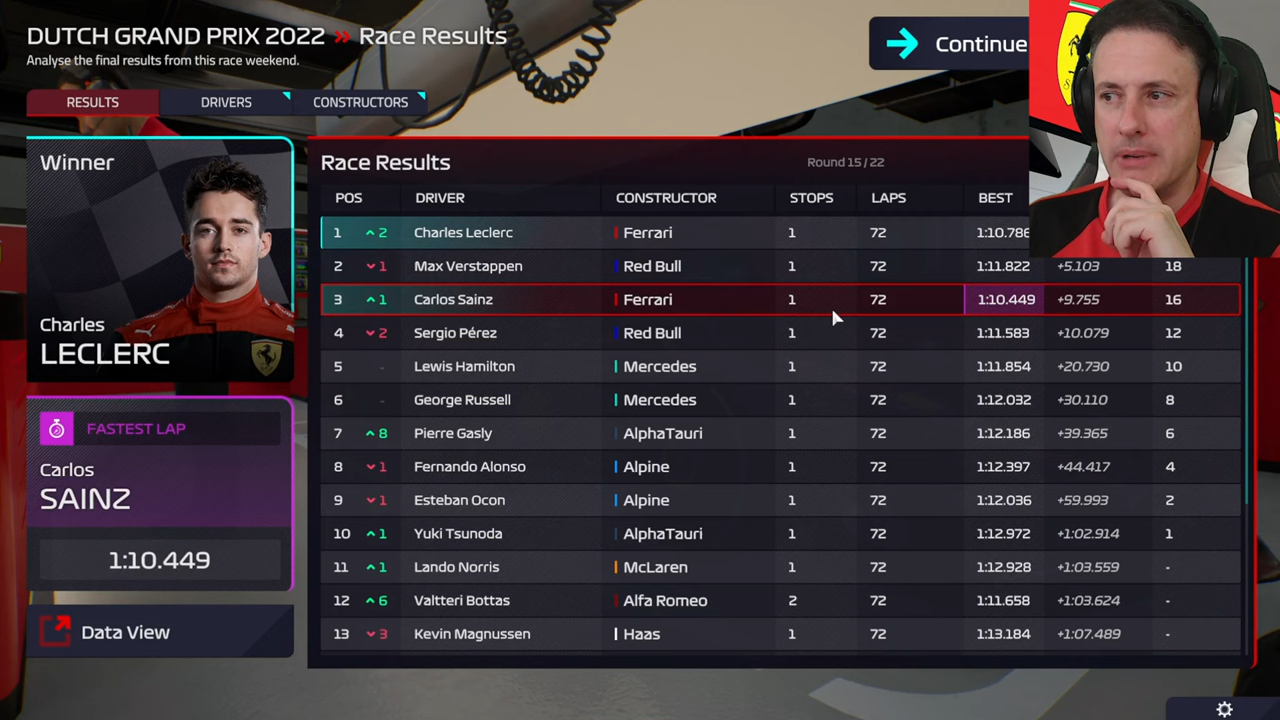 DUTCH GRAND PRIX 2022 » Race Results
Analyse the final results from this race weekend.
Continue
RESULTS DRIVERS CONSTRUCTORS
Winner
Charles
LECLERC
FASTEST LAP
Carlos
SAINZ
1:10.449
Data View
Race Results Round 15 / 22
POS DRIVER CONSTRUCTOR STOPS LAPS BEST
1 2 Charles Leclerc Ferrari 1 72 1:10.786
2 1 Max Verstappen Red Bull 1 72 1:11.822 +5.103 18
3 1 Carlos Sainz Ferrari 1 72 1:10.449 +9.755 16
4 2 Sergio Pérez Red Bull 1 72 1:11.583 +10.079 12
5 - Lewis Hamilton Mercedes 1 72 1:11.854 +20.730 10
6 - George Russell Mercedes 1 72 1:12.032 +30.110 8
7 8 Pierre Gasly AlphaTauri 1 72 1:12.186 +39.365 6
8 1 Fernando Alonso Alpine 1 72 1:12.397 +44.417 4
9 1 Esteban Ocon Alpine 1 72 1:12.036 +59.993 2
10 1 Yuki Tsunoda AlphaTauri 1 72 1:12.972 +1:02.914 1
11 1 Lando Norris McLaren 1 72 1:12.928 +1:03.559 -
12 6 Valtteri Bottas Alfa Romeo 2 72 1:11.658 +1:03.624 -
13 3 Kevin Magnussen Haas 1 72 1:13.184 +1:07.489 -